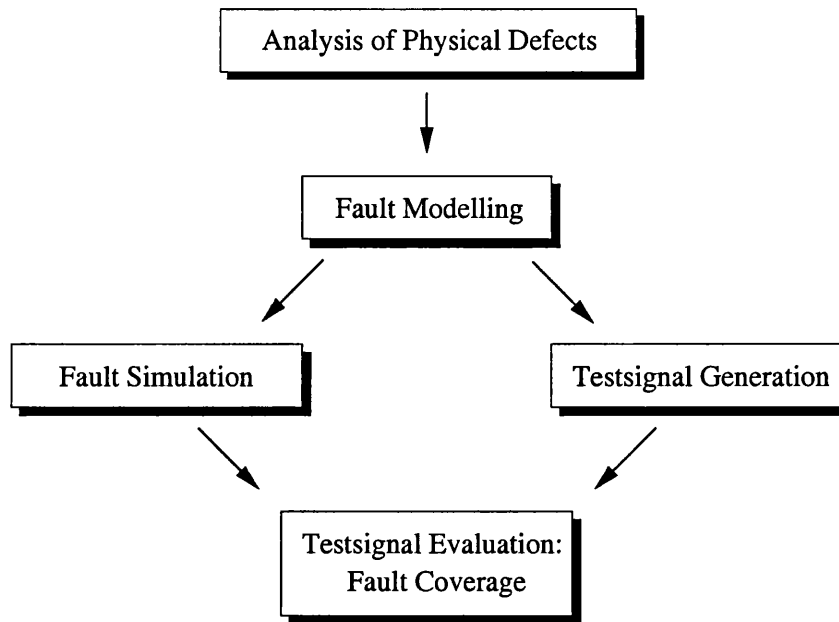 Analysis of Physical Defects
Fault Modelling
Fault Simulation
Testsignal Generation
Testsignal Evaluation:
Fault Coverage